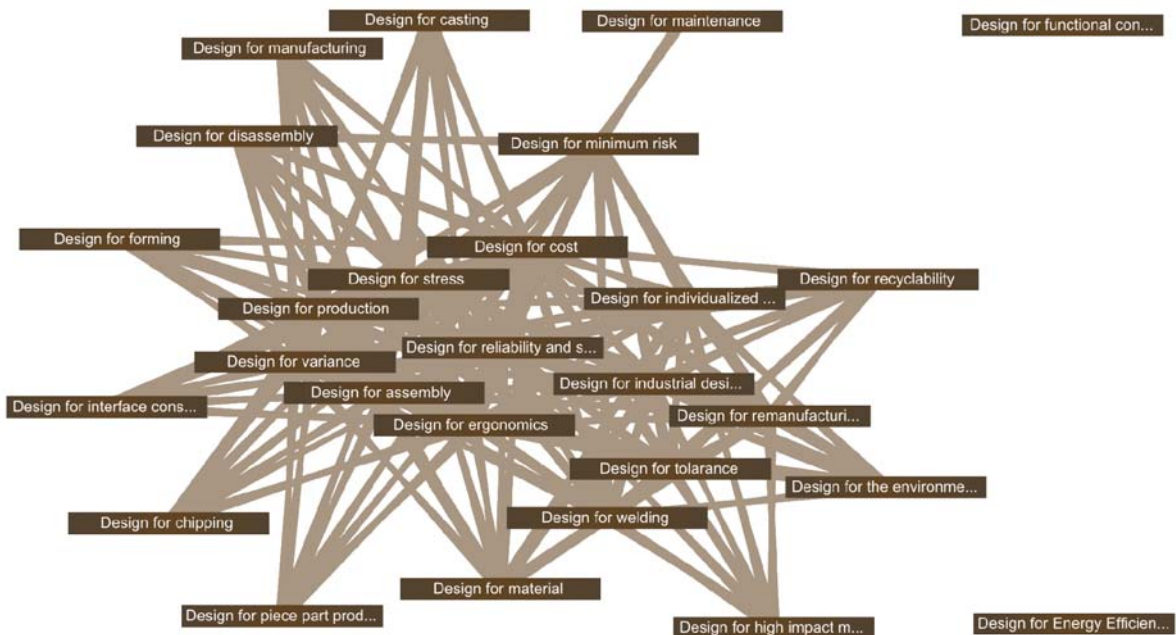 Design for casting
Design for maintenance
Design for functional con...
Design for manufacturing
Design for disassembly
Design for minimum risk
Design for forming
Design for cost
Design for stress
Design for recyclability
Design for individualized ...
Design for production
Design for reliability and s...
Design for variance
Design for industrial desi...
Design for assembly
Design for interface cons...
Design for remanufacturi...
Design for ergonomics
Design for tolarance
Design for the environme...
Design for welding
Design for chipping
Design for material
Design for piece part prod...
Design for high impact m...
Design for Energy Efficien...